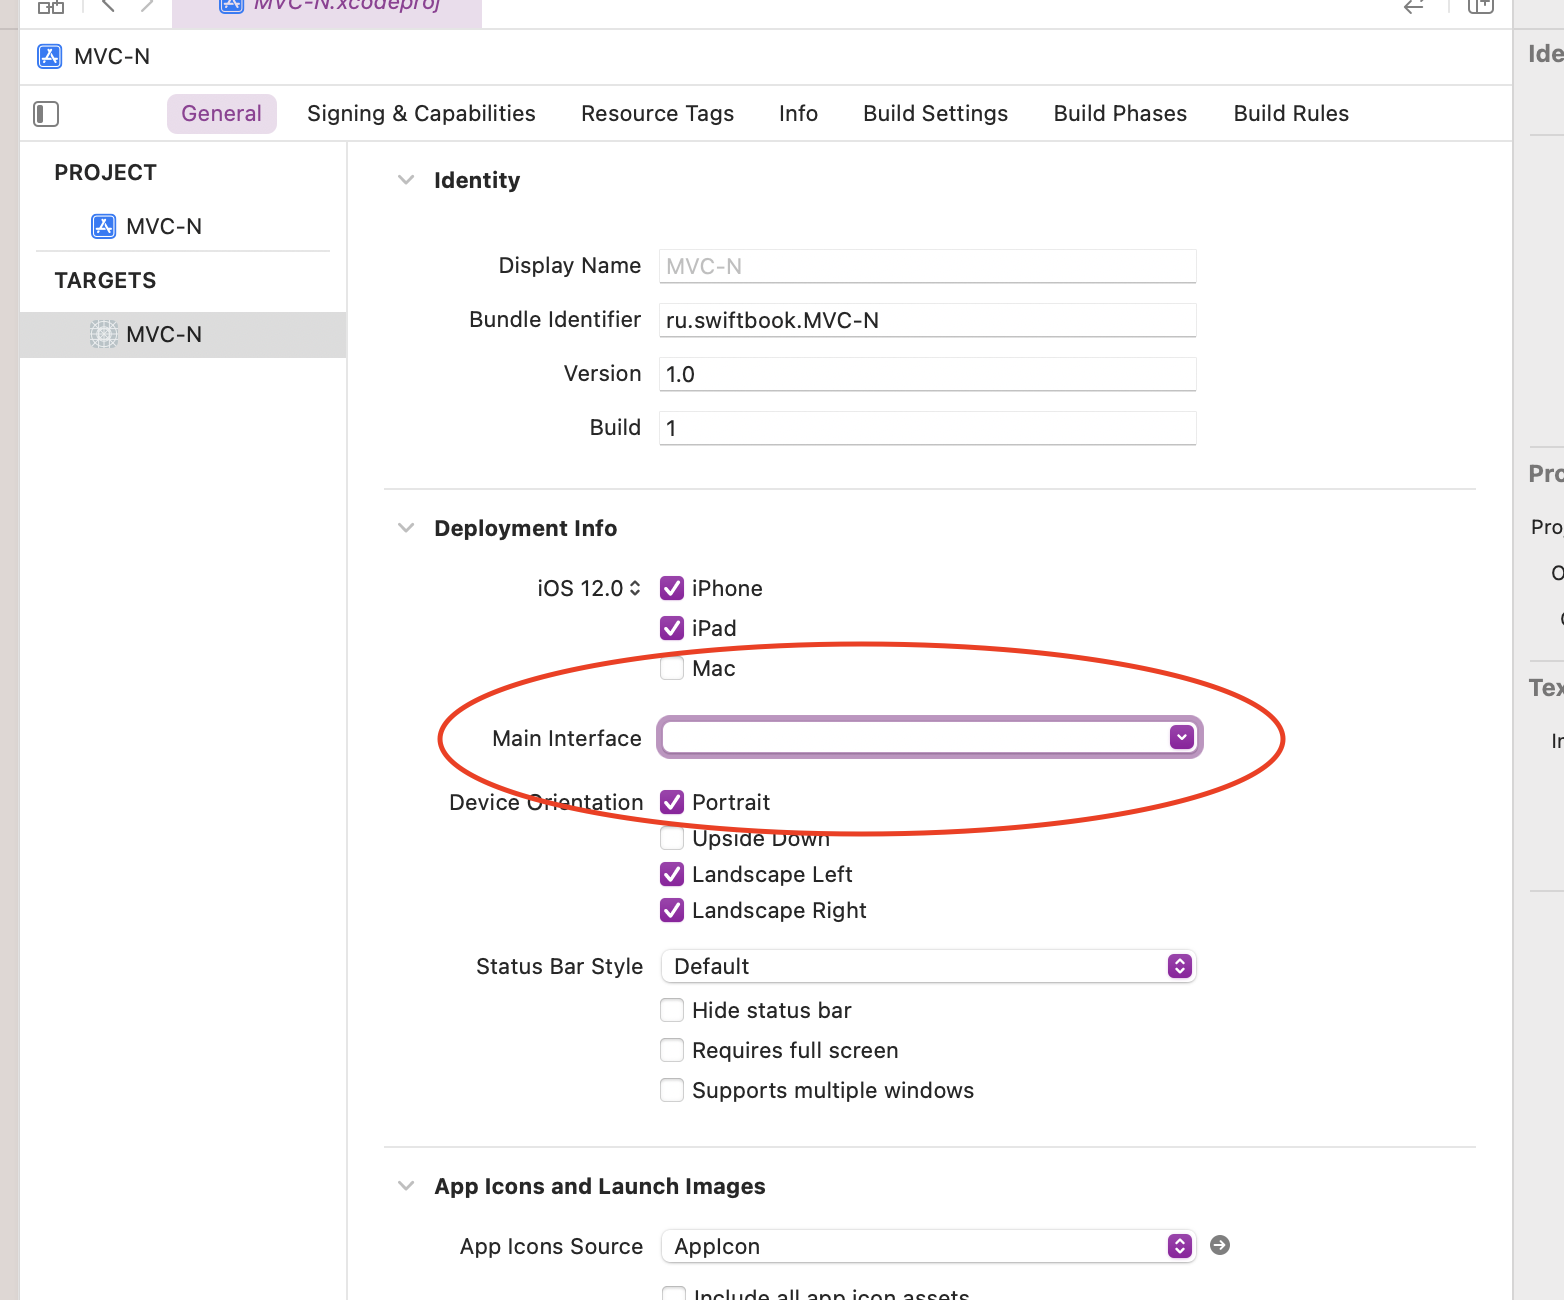 MVC-N.xcodeproj
MVC-N
General Signing & Capabilities Resource Tags Info Build Settings Build Phases Build Rules
PROJECT
MVC-N
TARGETS
MVC-N
Identity
Display Name MVC-N
Bundle Identifier ru.swiftbook.MVC-N
Version 1.0
Build 1
Deployment Info
iOS 12.0 iPhone
iPad
Mac
Main Interface
Device Orientation Portrait
Upside Down
Landscape Left
Landscape Right
Status Bar Style Default
Hide status bar
Requires full screen
Supports multiple windows
App Icons and Launch Images
App Icons Source AppIcon
Include all app icon assets
Ide
Pro
Proj
Tex